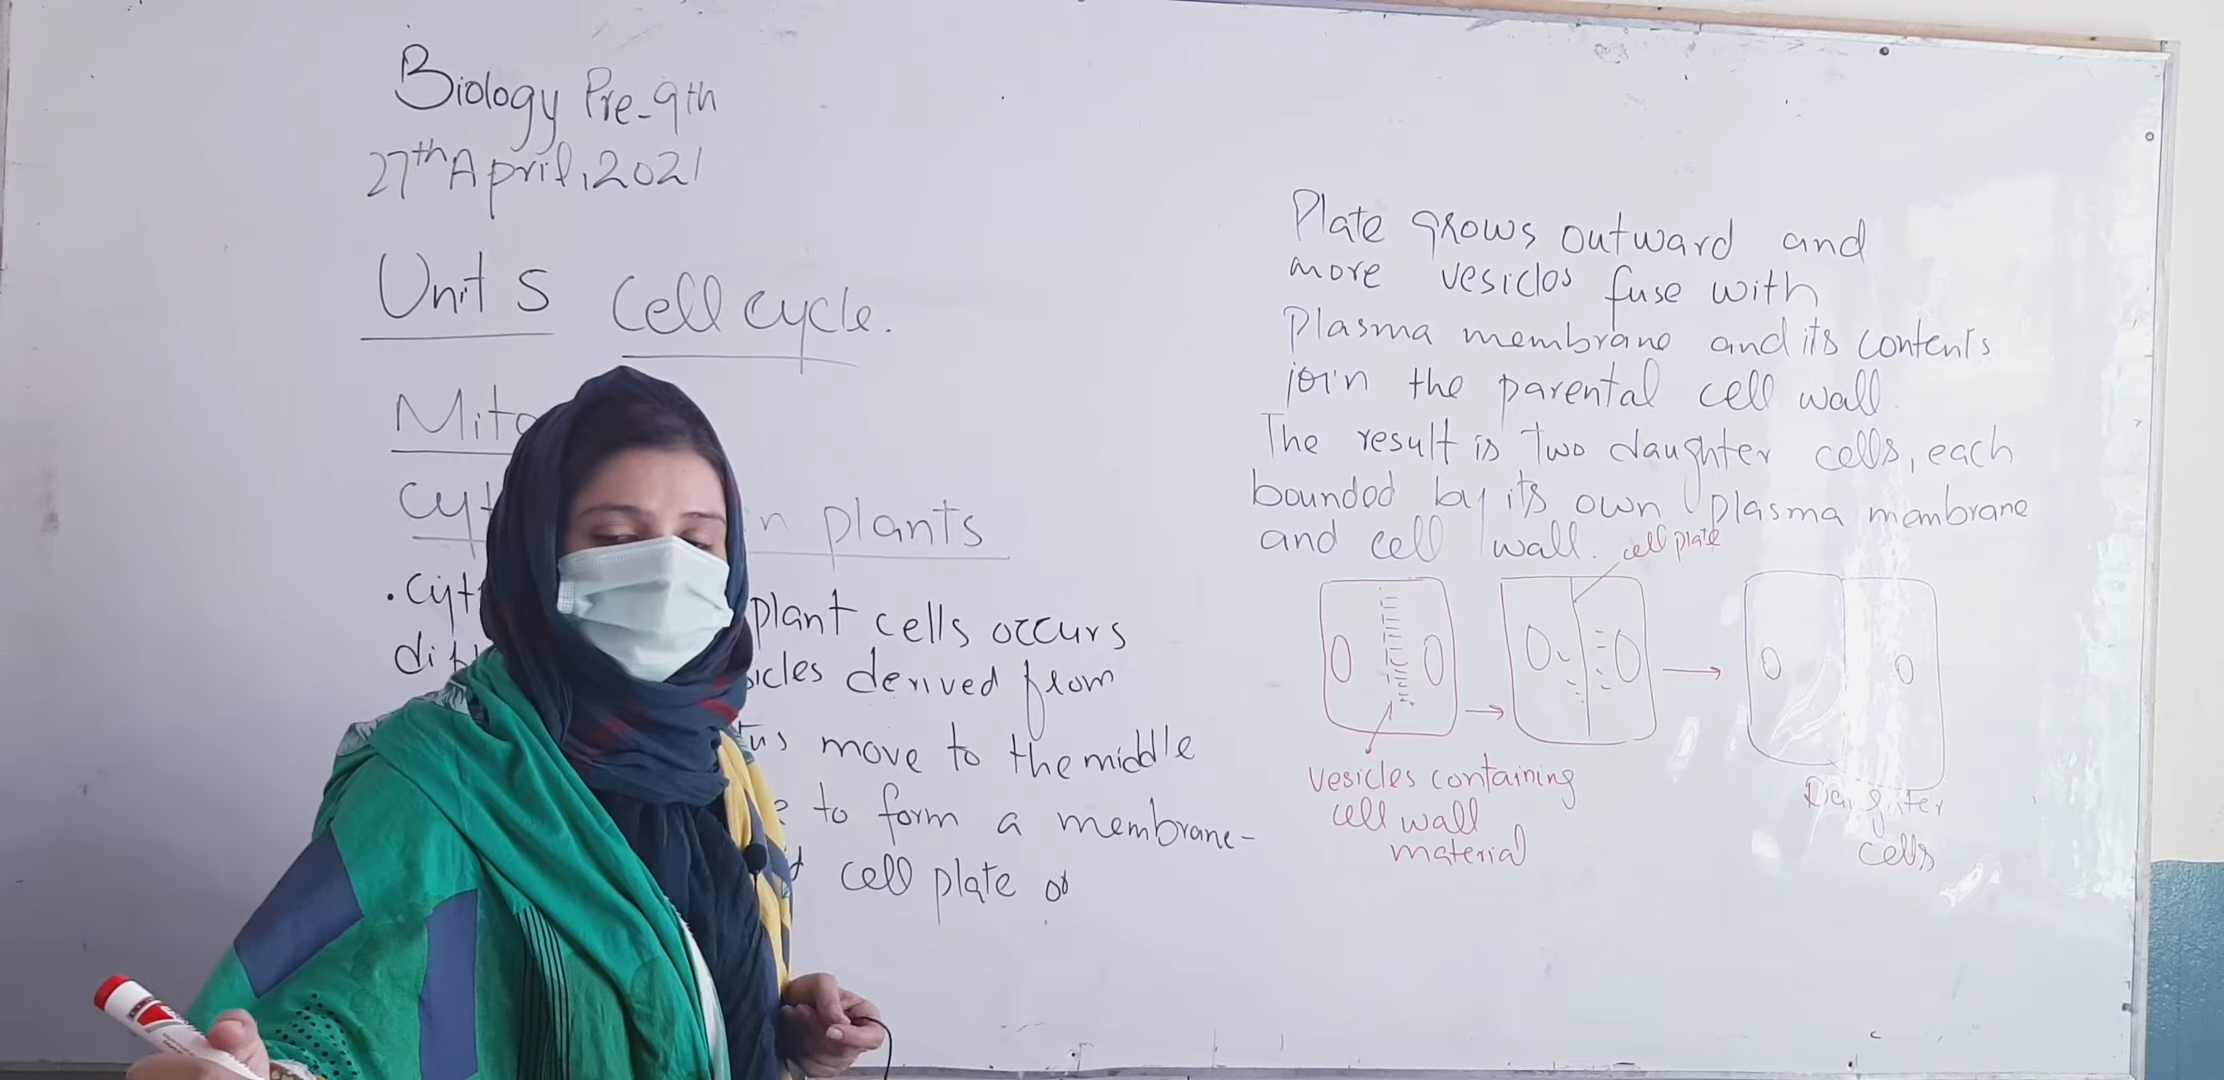 Biology Pre-9th
27th April, 2021
Unit 5 Cell cycle.
Mito
Cyt n plants
. Cyt plant cells occurs
di icles derived from
tus move to the middle
e to form a membrane-
d cell plate or
Plate grows outward and
more vesicles fuse with
Plasma membrane and its contents
join the parental cell wall.
The result is two daughter cells, each
bounded by its own plasma membrane
and cell wall.
cell plate
Vesicles containing
cell wall
material
Daughter
cells